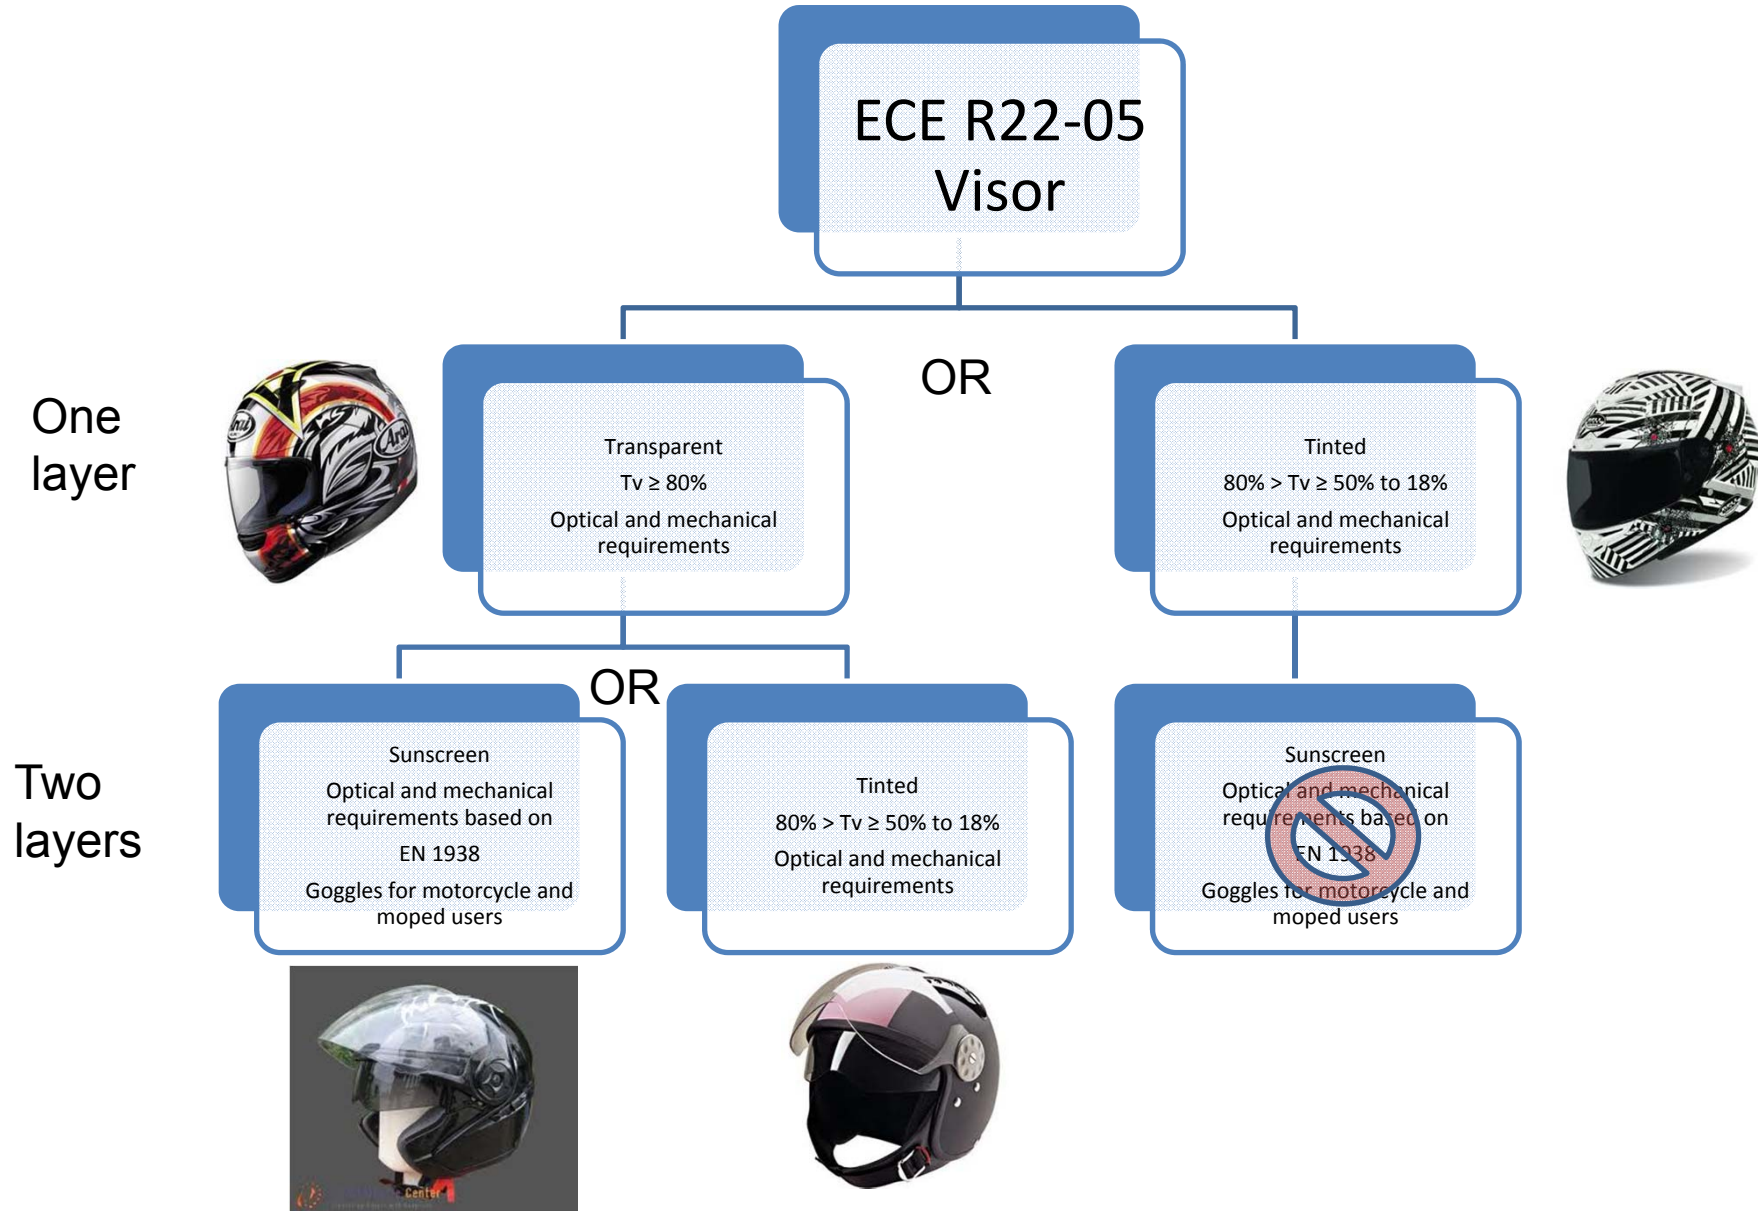 ECE R22-05
Visor
One
layer
OR
Transparent
Tv ≥ 80%
Optical and mechanical
requirements
Tinted
80% > Tv ≥ 50% to 18%
Optical and mechanical
requirements
Arai
Arai
Two
layers
OR
Sunscreen
Optical and mechanical
requirements based on
EN 1938
Goggles for motorcycle and
moped users
Tinted
80% > Tv ≥ 50% to 18%
Optical and mechanical
requirements
Sunscreen
Optical and mechanical
requirements based on
EN 1938
Goggles for motorcycle and
moped users
Center